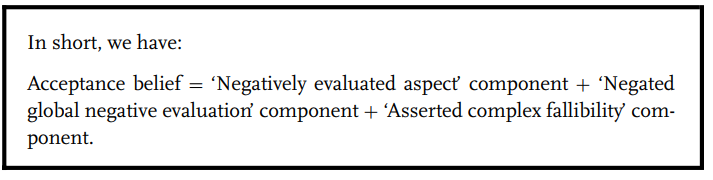 In short, we have:
Acceptance belief = ‘Negatively evaluated aspect’ component + ‘Negated
global negative evaluation’ component + ‘Asserted complex fallibility’ com-
ponent.